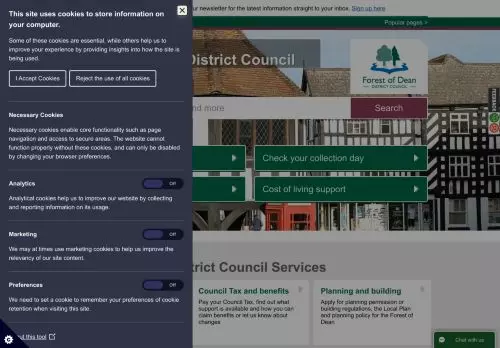 This site uses cookies to store information on
your computer.
Some of these cookies are essential, while others help us to
improve your experience by providing insights into how the site is
being used.
I Accept Cookies
Reject the use of all cookies
Necessary Cookies
Necessary cookies enable core functionality such as page
navigation and access to secure areas. The website cannot
function properly without these cookies, and can only be disabled
by changing your browser preferences.
Analytics
Off
Analytical cookies help us to improve our website by collecting
and reporting information on its usage.
Marketing
Off
We may at times use marketing cookies to help us improve the
relevancy of our site content.
Preferences
Off
We need to set a cookie to remember your preferences of cookie
retention when visiting this site.
out this tool
ur newsletter for the latest information straight to your inbox. Sign up here
Popular pages >
District Council
Forest of Dean
DISTRICT COUNCIL
nd more
Search
Check your collection day
Cost of living support
trict Council Services
Council Tax and benefits
Pay your Council Tax, find out what
support is available and how you can
claim benefits or let us know about
changes
Planning and building
Apply for planning permission or
building regulations, the Local Plan
and planning policy for the Forest of
Dean
Chat with us